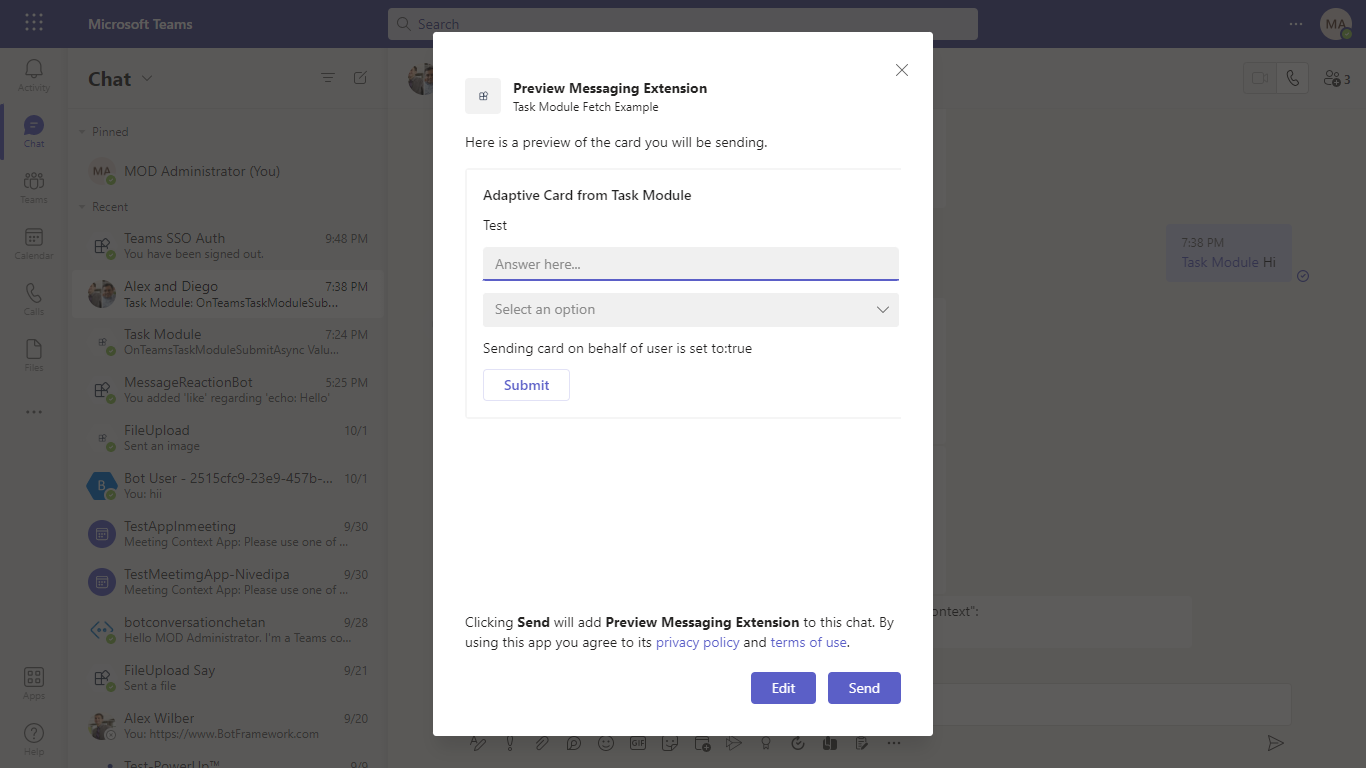 Microsoft Teams
Search
MA
Activity
Chat
Teams
Calendar
Calls
Files
Apps
Help
Chat
Pinned
MA
MOD Administrator (You)
Recent
Teams SSO Auth 9:48 PM
You have been signed out.
Alex and Diego 7:38 PM
Task Module: OnTeamsTaskModuleSub...
Task Module 7:24 PM
OnTeamsTaskModuleSubmitAsync Valu...
MessageReactionBot 5:25 PM
You added 'like' regarding 'echo: Hello'
FileUpload 10/1
Sent an image
B
Bot User - 2515cfc9-23e9-457b-... 10/1
You: hii
TestAppInmeeting 9/30
Meeting Context App: Please use one of ...
TestMeetimgApp-Nivedipa 9/30
Meeting Context App: Please use one of ...
botconversationchetan 9/28
Hello MOD Administrator. I'm a Teams co...
FileUpload Say 9/21
Sent a file
Alex Wilber 9/20
You: https://www.BotFramework.com
Test-PowerUp™ 9/9
3
7:38 PM
Task Module Hi
ontext":
GIF
Preview Messaging Extension
Task Module Fetch Example
Here is a preview of the card you will be sending.
Adaptive Card from Task Module
Test
Answer here...
Select an option
Sending card on behalf of user is set to:true
Submit
Clicking Send will add Preview Messaging Extension to this chat. By
using this app you agree to its privacy policy and terms of use.
Edit
Send